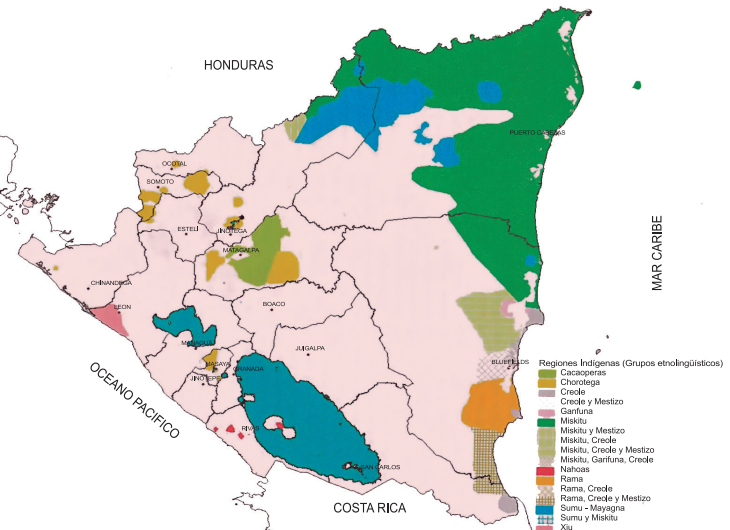 HONDURAS
PUERTO CABEZAS
OCOTAL
SOMOTO
ESTELÍ
JINOTEGA
MATAGALPA
MAR CARIBE
CHINANDEGA
LEON
BOACO
MANAGUA
JUIGALPA
MASAYA
GRANADA
JINOTEPE
BLUEFIELDS
OCEANO PACIFICO
RIVAS
SAN CARLOS
COSTA RICA
Regiones Indígenas (Grupos etnolingüísticos)
Cacaoperas
Chorotega
Creole
Creole y Mestizo
Ganfuna
Miskitu
Miskitu y Mestizo
Miskitu, Creole
Miskitu, Creole y Mestizo
Miskitu, Garifuna, Creole
Nahoas
Rama
Rama, Creole
Rama, Creole y Mestizo
Sumu - Mayagna
Sumu y Miskitu
Xiu